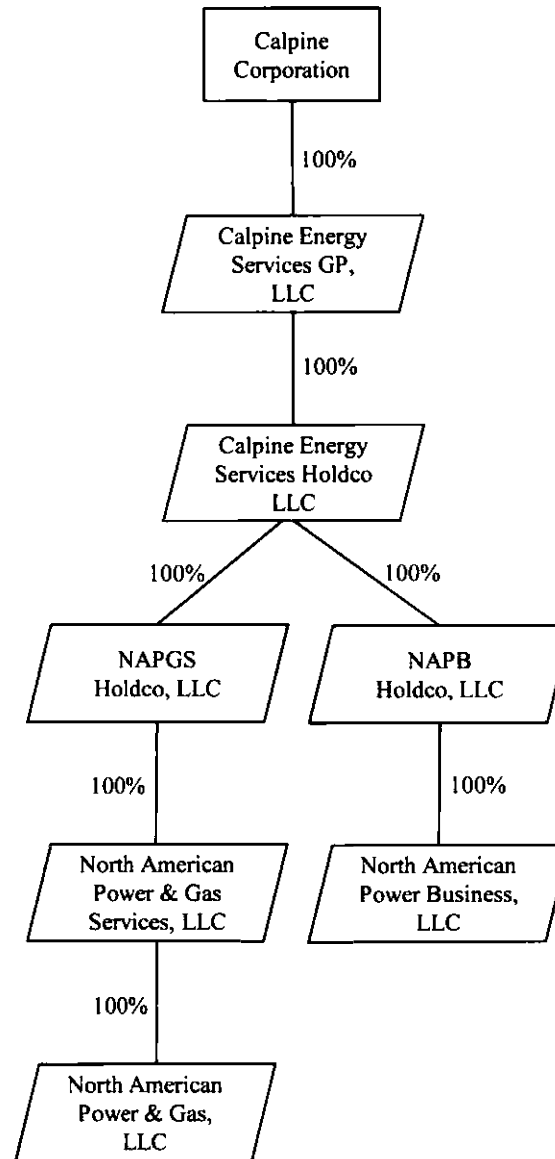 Calpine
Corporation
100%
Calpine Energy
Services GP,
LLC
100%
Calpine Energy
Services Holdco
LLC
100%
100%
NAPGS
Holdco, LLC
NAPB
Holdco, LLC
100%
100%
North American
Power & Gas
Services, LLC
North American
Power Business,
LLC
100%
North American
Power & Gas,
LLC